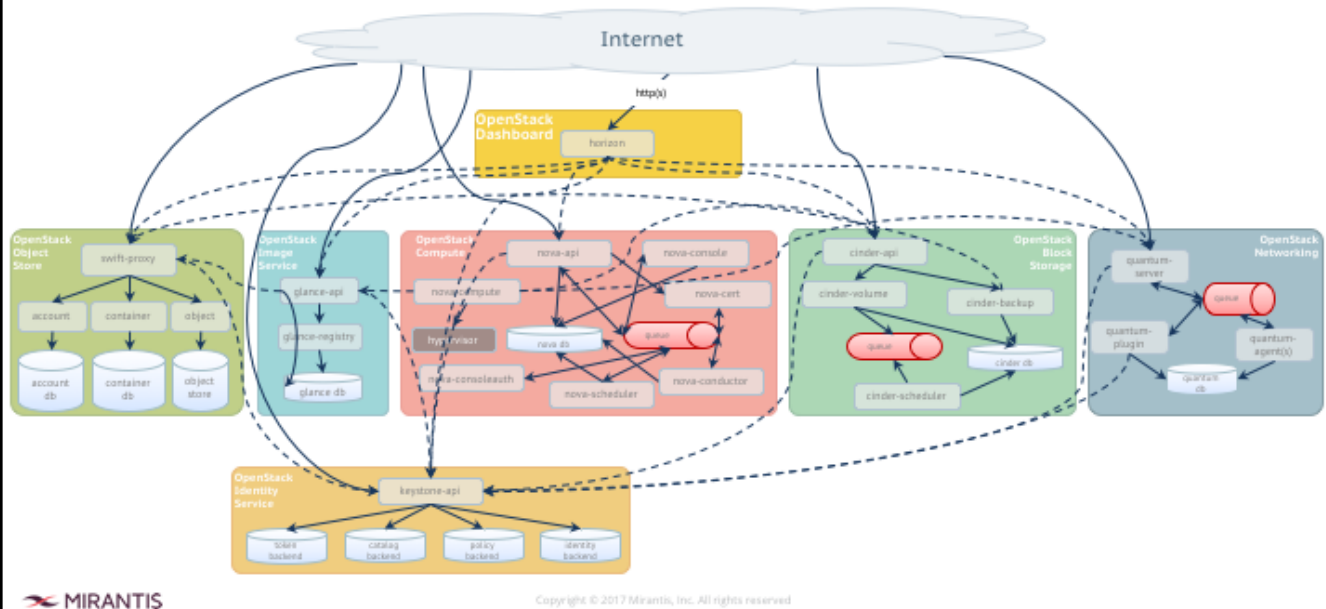 Internet
http(s)
OpenStack
Dashboard
horizon
OpenStack
Object
Store
swift-proxy
account
container
object
account
db
container
db
object
store
OpenStack
Image
Service
glance-api
glance-registry
glance db
OpenStack
Compute
nova-api
nova-console
nova-compute
nova-cert
hypervisor
nova db
queue
nova-consoleauth
nova-conductor
nova-scheduler
OpenStack
Block
Storage
cinder-api
cinder-volume
cinder-backup
queue
cinder db
cinder-scheduler
OpenStack
Networking
quantum-
server
queue
quantum-
plugin
quantum-
agent(s)
quantum
db
OpenStack
Identity
Service
keystone-api
token
backend
catalag
backend
policy
backend
identity
backend
MIRANTIS
Copyright © 2017 Mirantis, Inc. All rights reserved